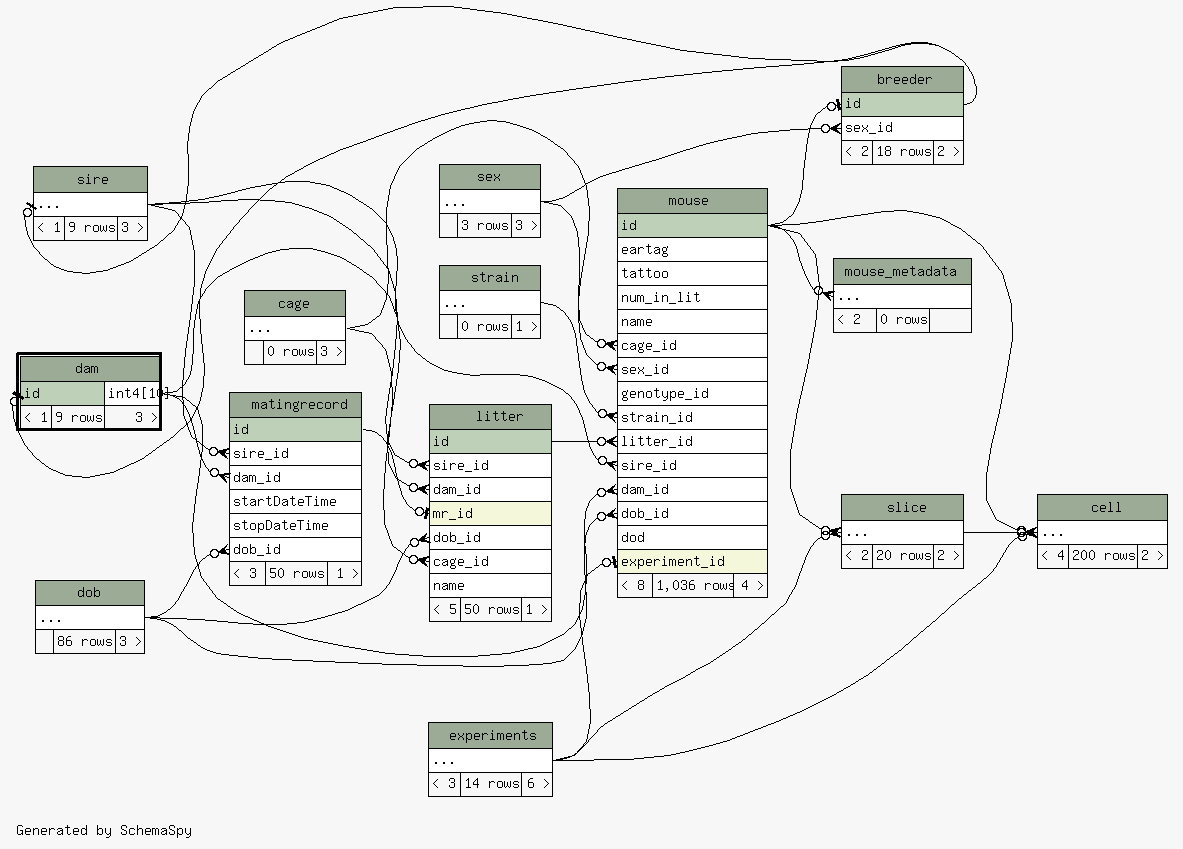 breeder
id
sex_id
< 2 18 rows 2 >
sire
...
< 1 9 rows 3 >
sex
...
3 rows 3 >
mouse
id
eartag
tattoo
num_in_lit
name
cage_id
sex_id
genotype_id
strain_id
litter_id
sire_id
dam_id
dob_id
dod
experiment_id
< 8 1,036 rows 4 >
mouse_metadata
...
< 2 0 rows
strain
...
0 rows 1 >
cage
...
0 rows 3 >
dam
id int4[10]
< 1 9 rows 3 >
matingrecord
id
sire_id
dam_id
startDateTime
stopDateTime
dob_id
< 3 50 rows 1 >
litter
id
sire_id
dam_id
mr_id
dob_id
cage_id
name
< 5 50 rows 1 >
slice
...
< 2 20 rows 2 >
cell
...
< 4 200 rows 2 >
dob
...
86 rows 3 >
experiments
...
< 3 14 rows 6 >
Generated by SchemaSpy